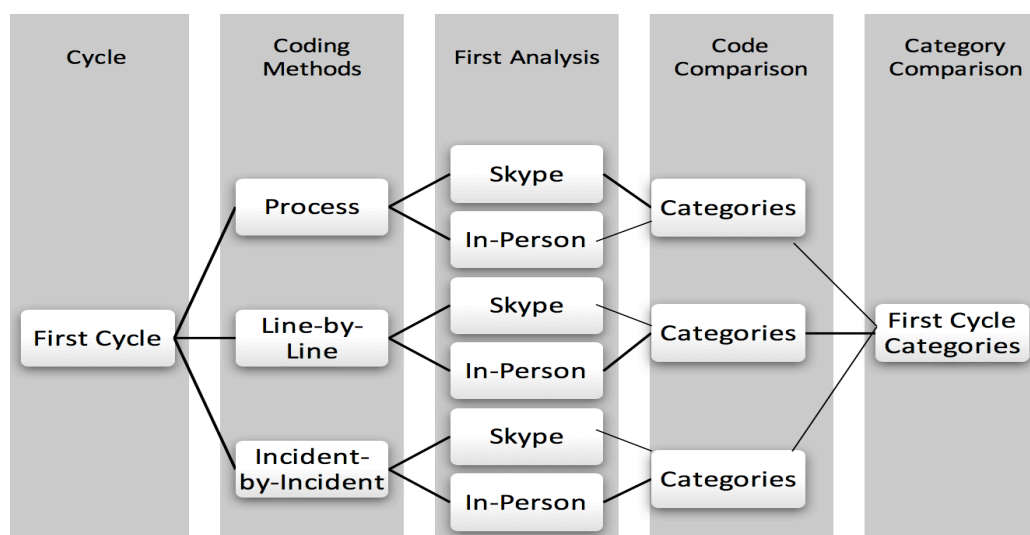 Cycle
Coding
Methods
First Analysis
Code
Comparison
Category
Comparison
First Cycle
Process
Line-by-
Line
Incident-
by-Incident
Skype
In-Person
Skype
In-Person
Skype
In-Person
Categories
Categories
Categories
First Cycle
Categories